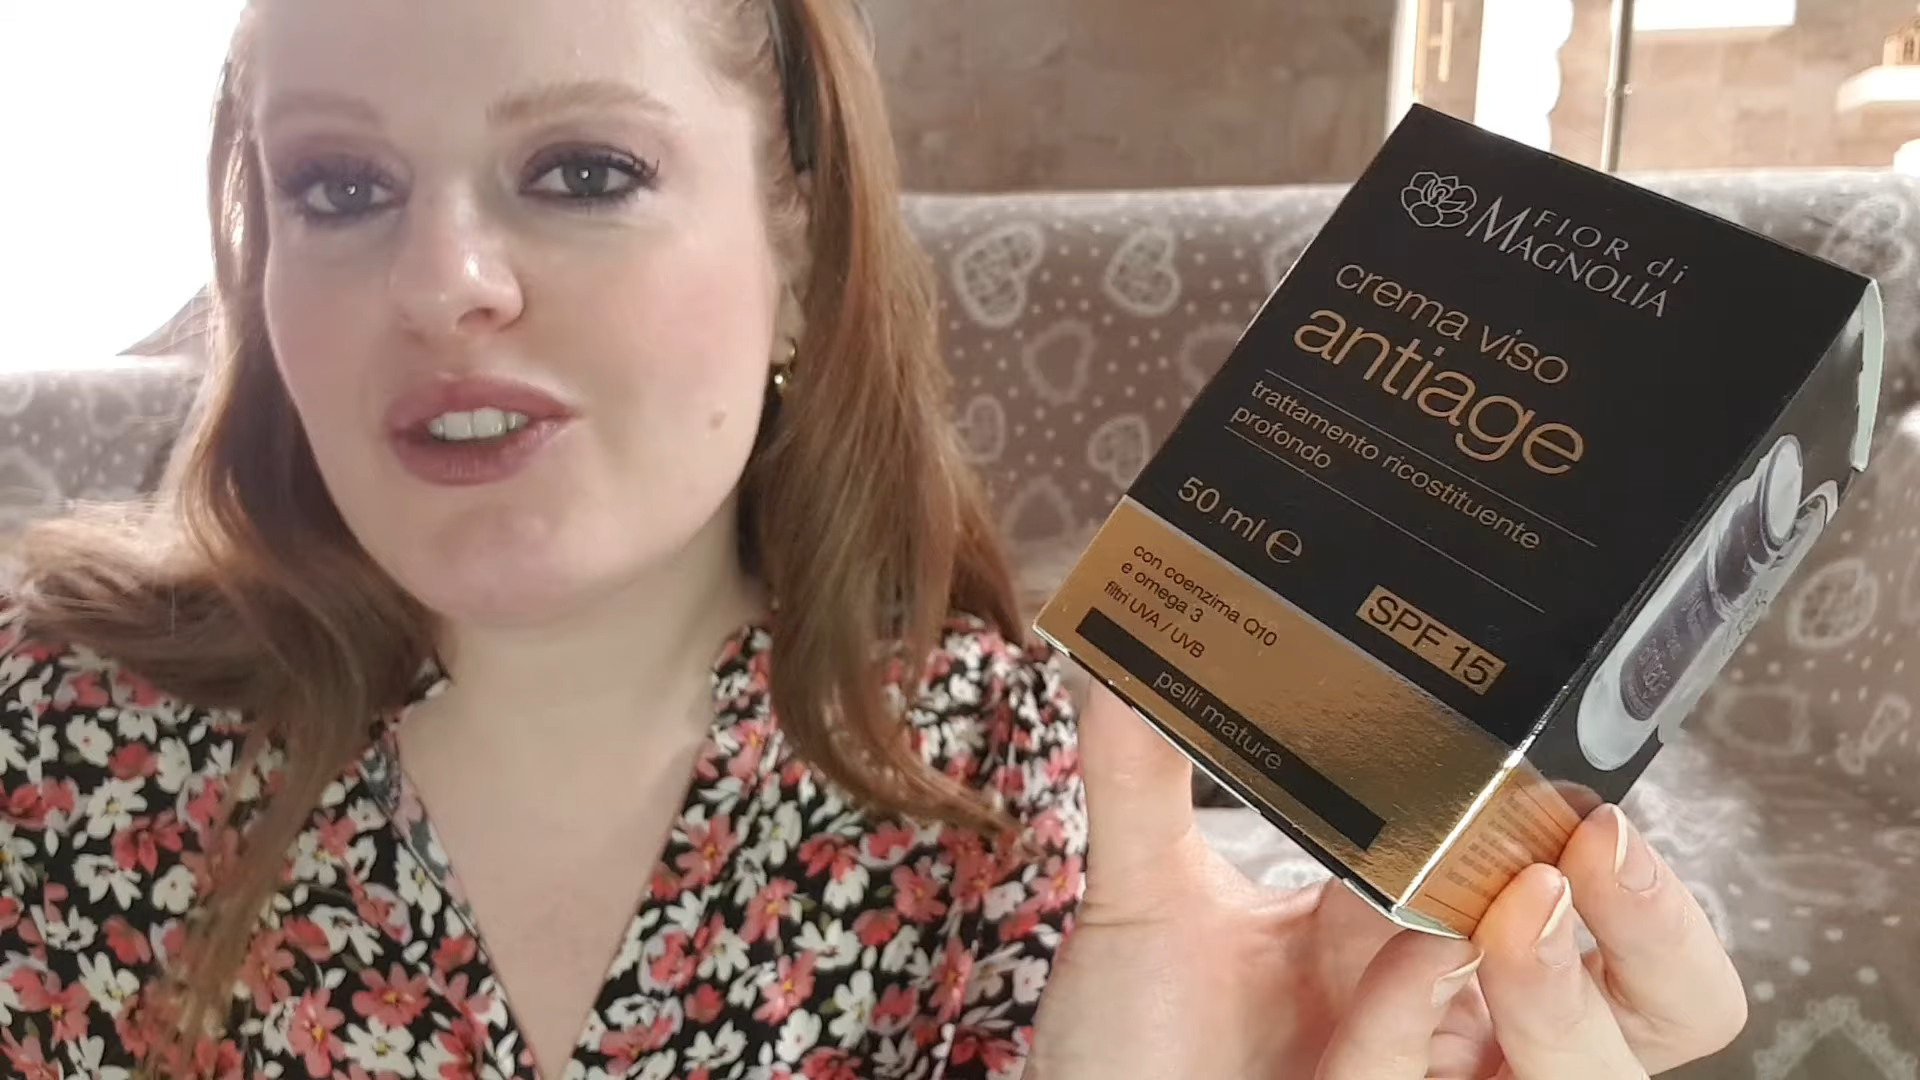 FIOR di
MAGNOLIA
crema viso
antiage
trattamento ricostituente
profondo
50 ml e
SPF 15
con coenzima Q10
e omega 3
filtri UVA / UVB
pelli mature